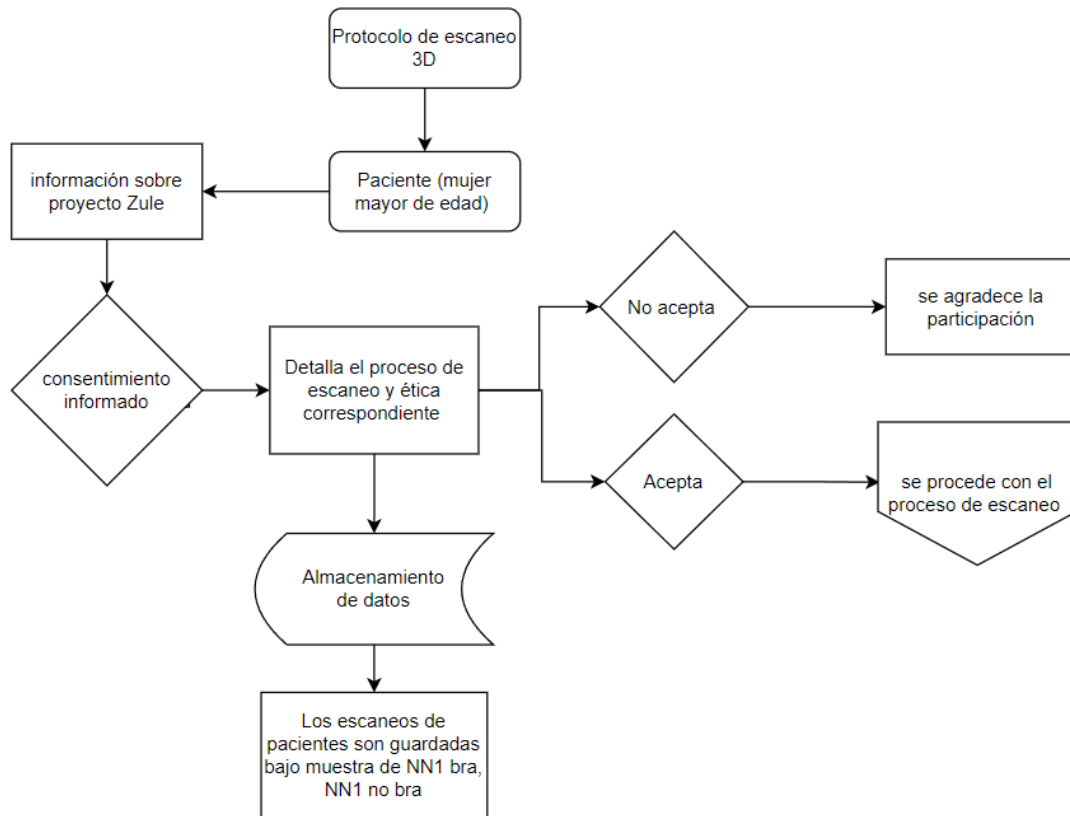 Protocolo de escaneo
3D
Paciente (mujer
mayor de edad)
información sobre
proyecto Zule
consentimiento
informado
Detalla el proceso de
escaneo y ética
correspondiente
No acepta
se agradece la
participación
Acepta
se procede con el
proceso de escaneo
Almacenamiento
de datos
Los escaneos de
pacientes son guardadas
bajo muestra de NN1 bra,
NN1 no bra